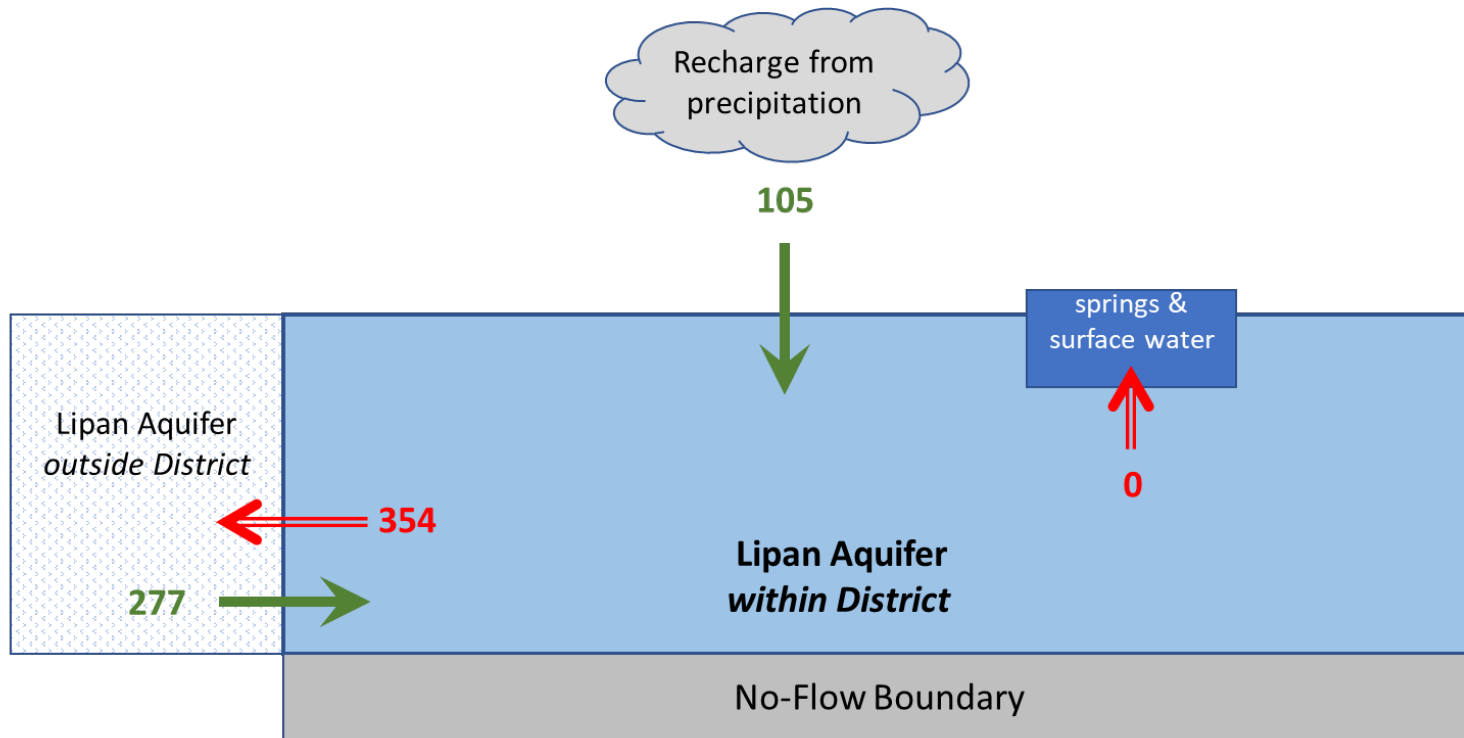 Recharge from
precipitation
105
springs &
surface water
Lipan Aquifer
outside District
0
354
Lipan Aquifer
within District
277
No-Flow Boundary